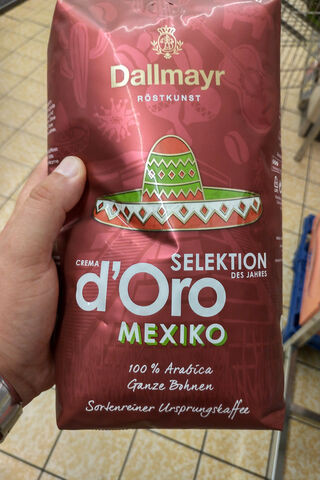 Dallmayr
RÖSTKUNST
SELEKTION
DES JAHRES
CREMA
d'Oro
MEXIKO
100% Arabica
Ganze Bohnen
Sortenreiner Ursprungskaffee